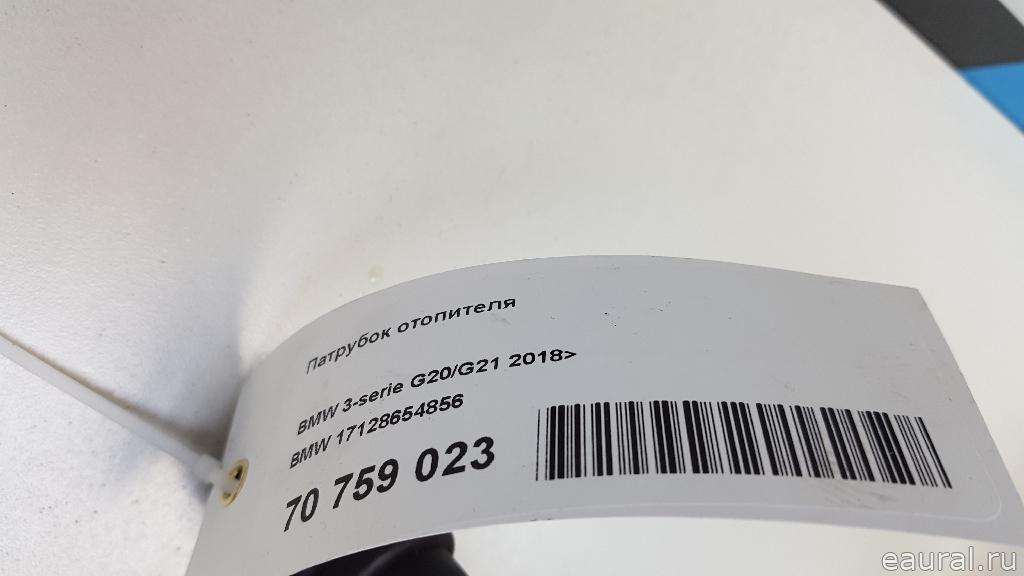 Патрубок отопителя
BMW 3-serie G20/G21 2018>
BMW 17128654856
70 759 023
eaural.ru